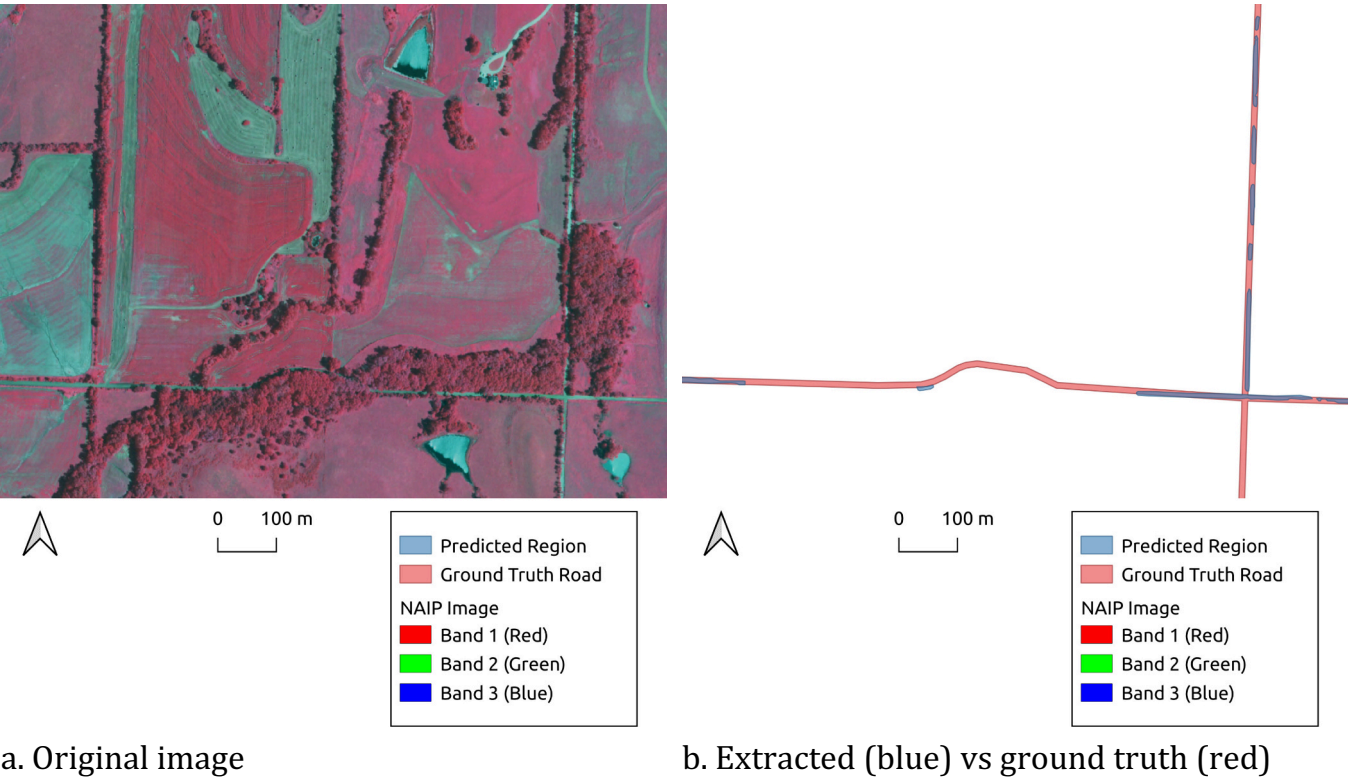 0 100 m
Predicted Region
Ground Truth Road
NAIP Image
Band 1 (Red)
Band 2 (Green)
Band 3 (Blue)
0 100 m
Predicted Region
Ground Truth Road
NAIP Image
Band 1 (Red)
Band 2 (Green)
Band 3 (Blue)
a. Original image
b. Extracted (blue) vs ground truth (red)